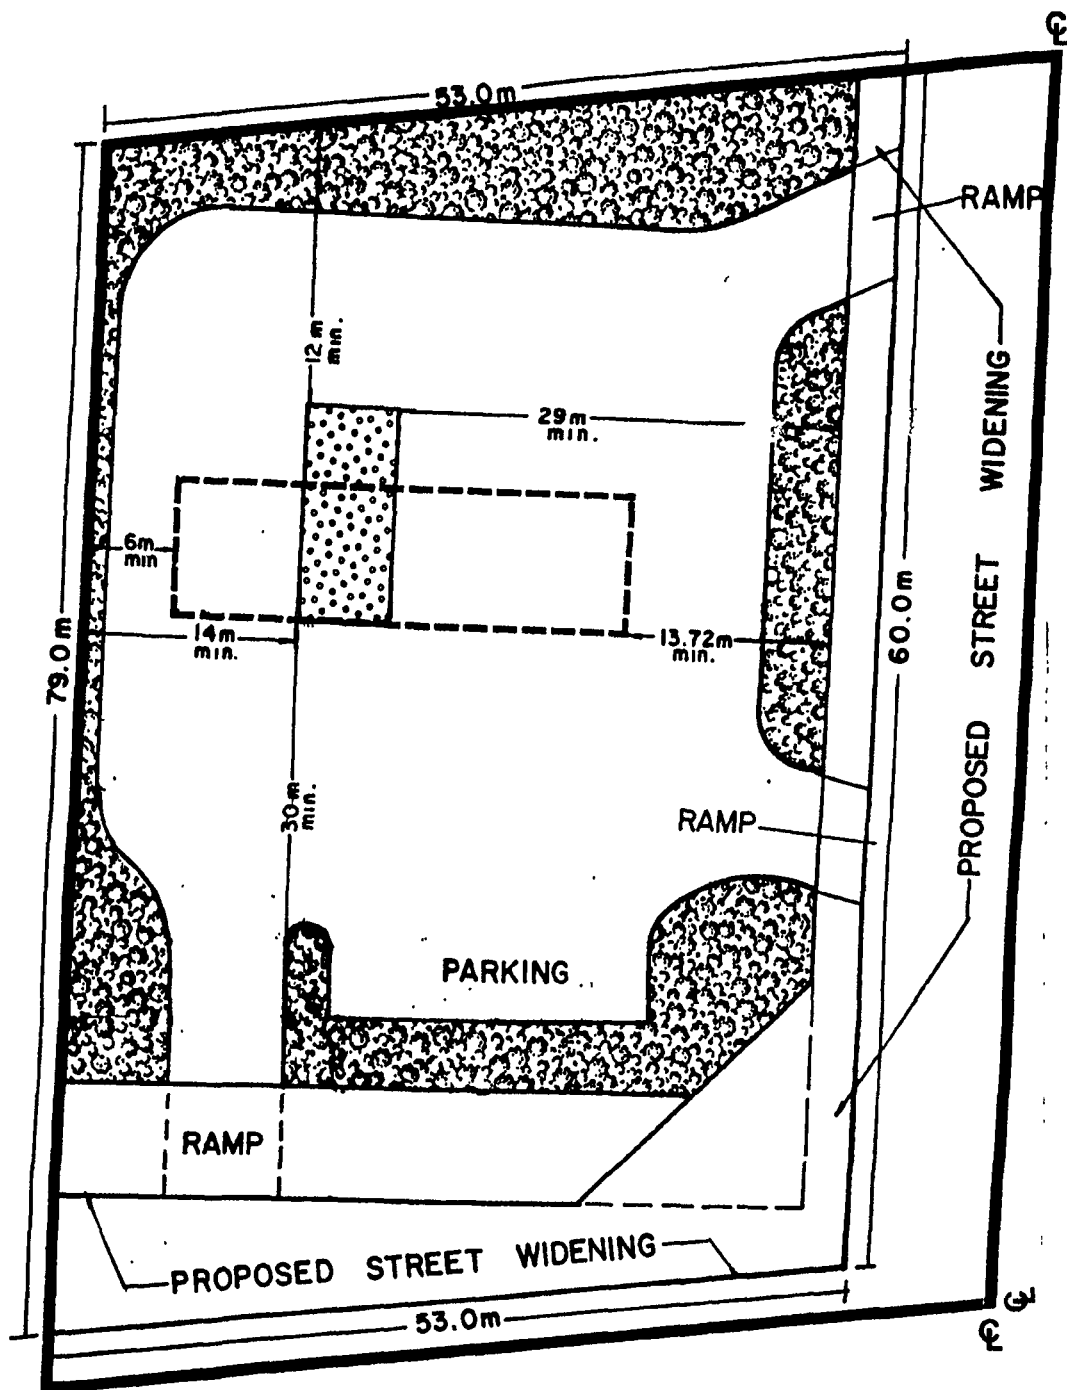 ℄
53.0m
RAMP
12m
min.
29m
min.
6m
min
14m
min.
13.72m
min.
79.0m
60.0m
PROPOSED STREET WIDENING
30m
min.
RAMP
PARKING
RAMP
PROPOSED STREET WIDENING
53.0m
℄
℄